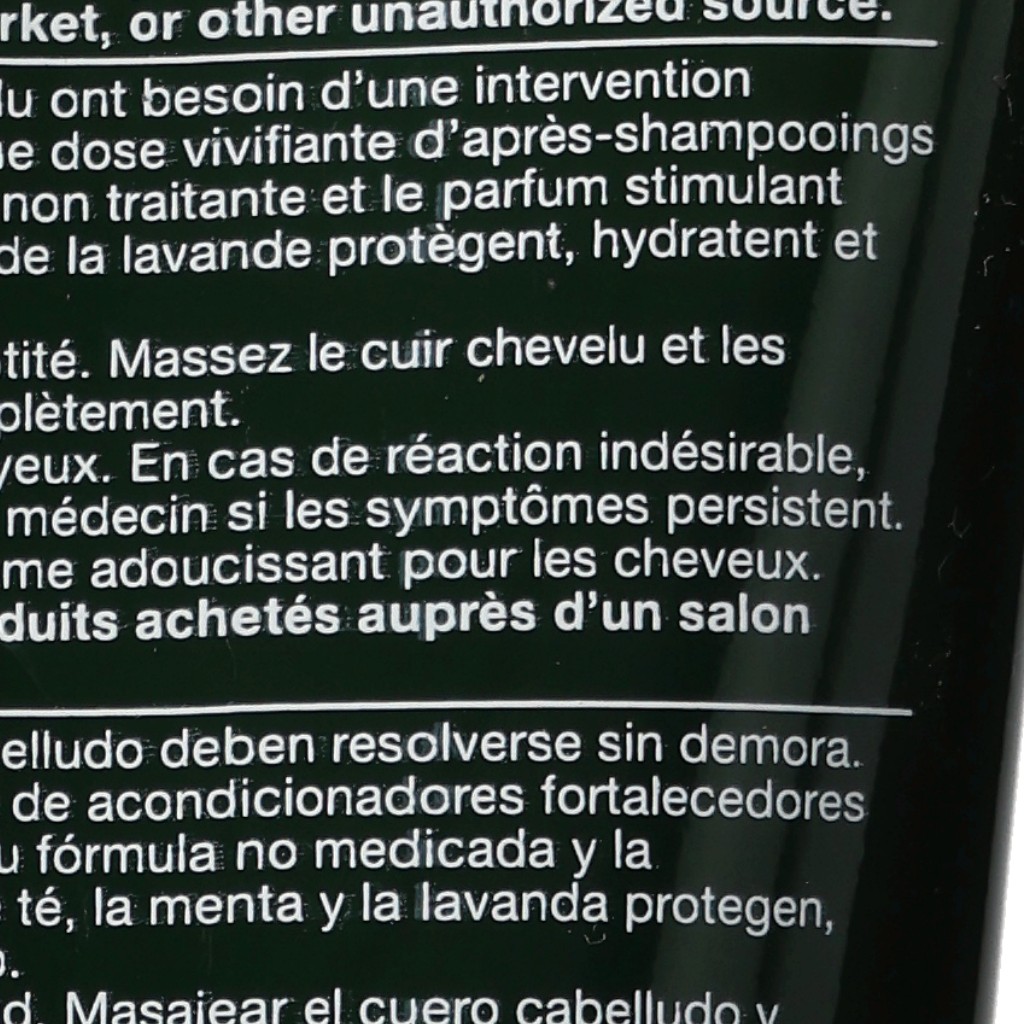 rket, or other unauthorized source.
ont besoin d'une intervention
dose vivifiante d'après-shampooings
non traitante et le parfum stimulant
de la lavande protègent, hydratent et
tité. Massez le cuir chevelu et les
plètement.
yeux. En cas de réaction indésirable,
médecin si les symptômes persistent.
me adoucissant pour les cheveux.
duits achetés auprès d'un salon
elludo deben resolverse sin demora.
de acondicionadores fortalecedores
u fórmula no medicada y la
té, la menta y la lavanda protegen,
d. Masajear el cuero cabelludo y